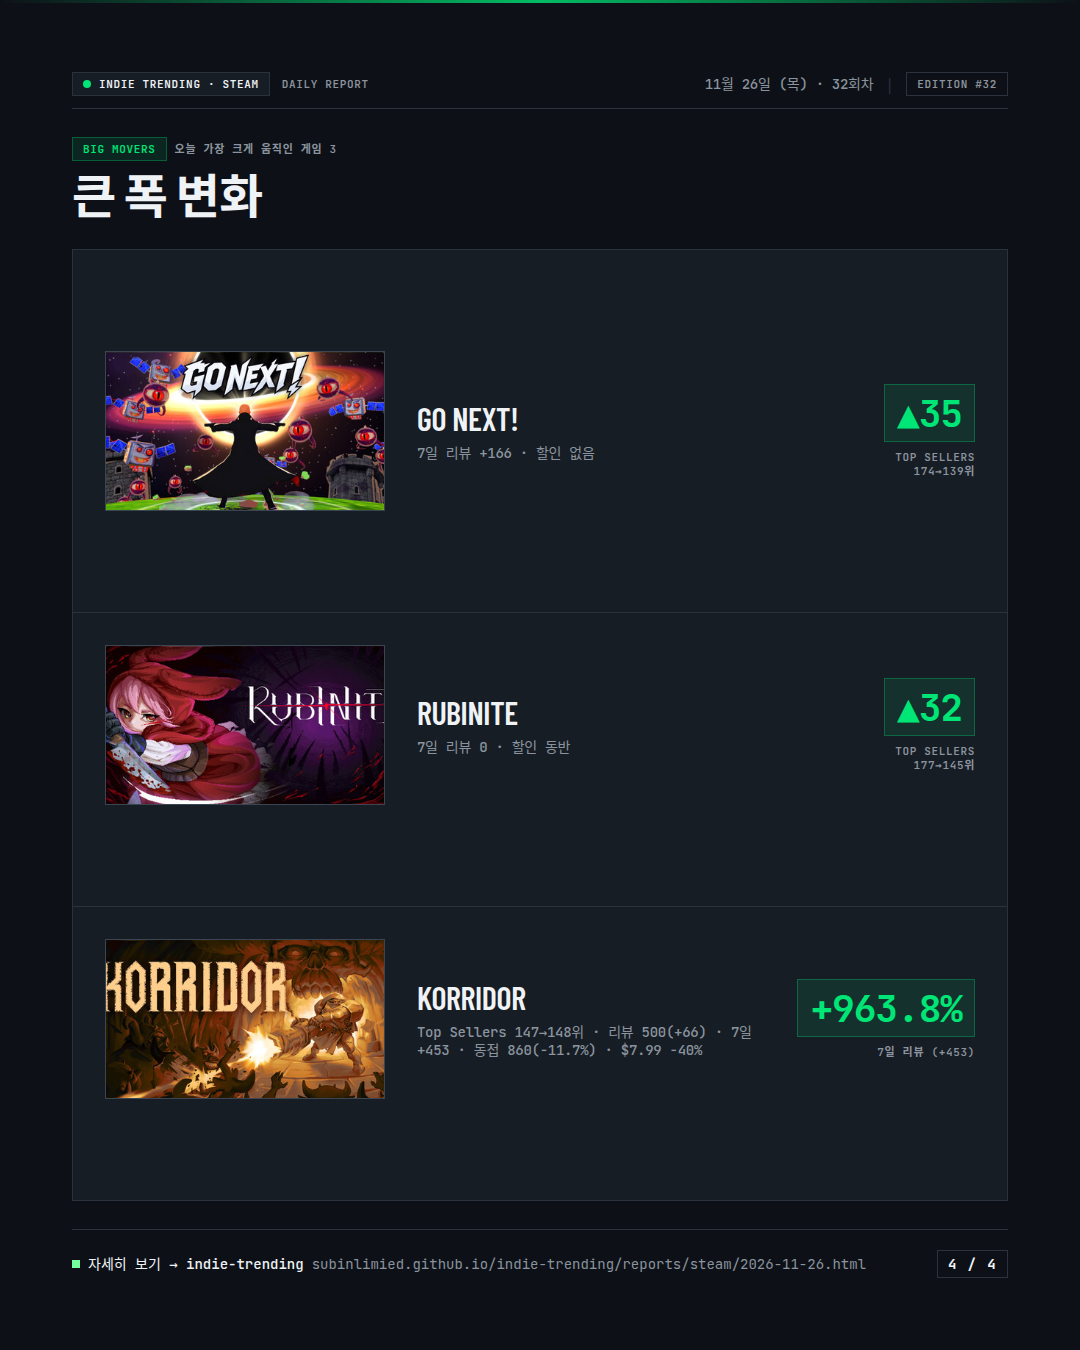 INDIE TRENDING · STEAM
DAILY REPORT
11월 26일 (목) · 32회차
EDITION #32
BIG MOVERS
오늘 가장 크게 움직인 게임 3
큰 폭 변화
GO NEXT!
GO NEXT!
7일 리뷰 +166 · 할인 없음
▲35
TOP SELLERS
174→139위
RUBINIT
RUBINITE
7일 리뷰 0 · 할인 동반
▲32
TOP SELLERS
177→145위
KORRIDOR
KORRIDOR
Top Sellers 147→148위 · 리뷰 500(+66) · 7일
+453 · 동접 860(-11.7%) · $7.99 -40%
+963.8%
7일 리뷰 (+453)
자세히 보기 → indie-trending subinlimied.github.io/indie-trending/reports/steam/2026-11-26.html
4 / 4